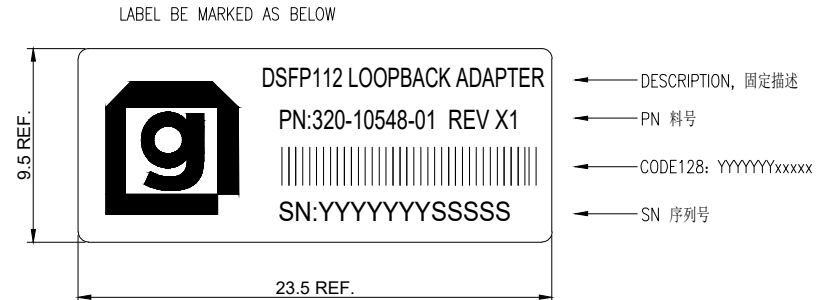 LABEL BE MARKED AS BELOW
DSFP112 LOOPBACK ADAPTER
DESCRIPTION, 固定描述
g
PN:320-10548-01 REV X1
PN 料号
9.5 REF.
CODE128: YYYYYYYxxxxx
SN:YYYYYYYSSSSS
SN 序列号
23.5 REF.